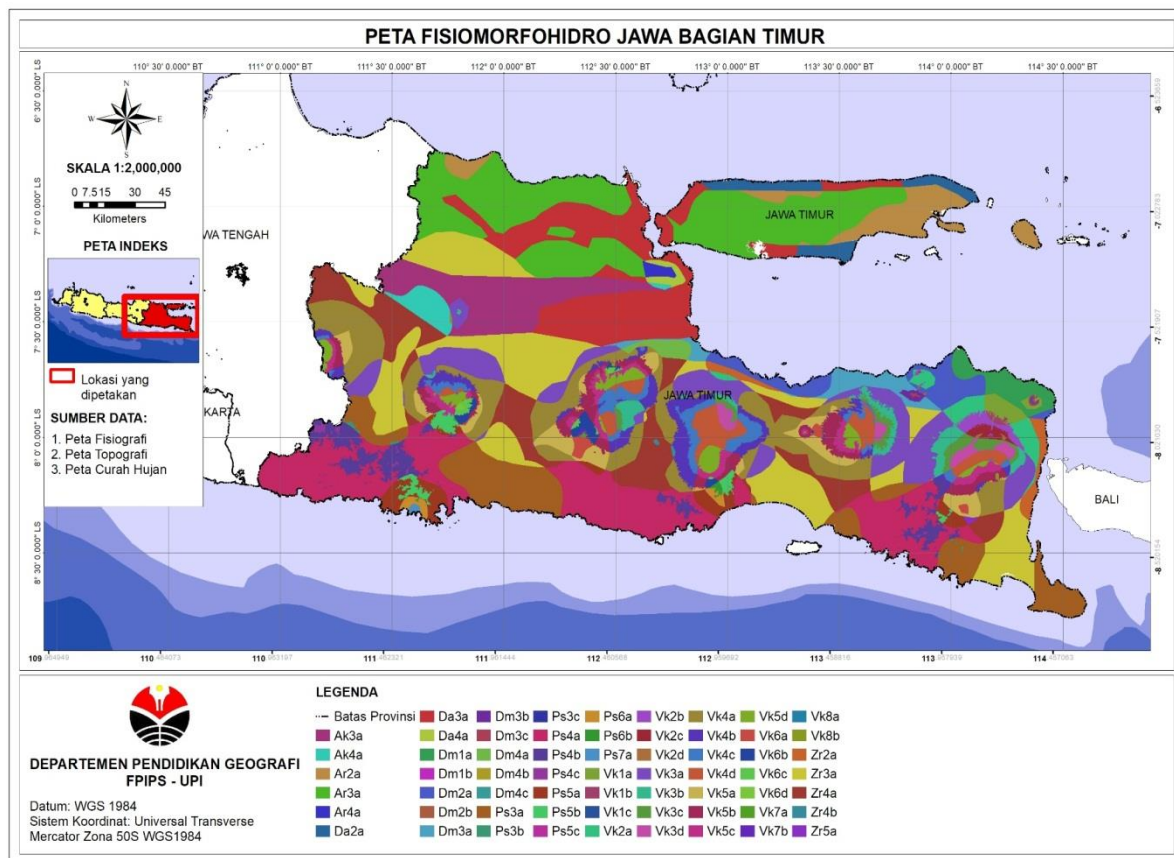 PETA FISIOMORFOHIDRO JAWA BAGIAN TIMUR
110° 30' 0.000" BT 111° 0' 0.000" BT 111° 30' 0.000" BT 112° 0' 0.000" BT 112° 30' 0.000" BT 113° 0' 0.000" BT 113° 30' 0.000" BT 114° 0' 0.000" BT 114° 30' 0.000" BT
6° 30' 0.000" LS
7° 0' 0.000" LS
7° 30' 0.000" LS
8° 0' 0.000" LS
8° 30' 0.000" LS
N
W E
S
SKALA 1:2,000,000
0 7.5 15 30 45
Kilometers
PETA INDEKS
Lokasi yang
dipetakan
SUMBER DATA:
1. Peta Fisiografi
2. Peta Topografi
3. Peta Curah Hujan
WA TENGAH
KARTA
JAWA TIMUR
JAWA TIMUR
BALI
DEPARTEMEN PENDIDIKAN GEOGRAFI
FPIPS - UPI
Datum: WGS 1984
Sistem Koordinat: Universal Transverse
Mercator Zona 50S WGS1984
LEGENDA
Batas Provinsi Da3a Dm3b Ps3c Ps6a Vk2b Vk4a Vk5d Vk8a
Ak3a Da4a Dm3c Ps4a Ps6b Vk2c Vk4b Vk6a Vk8b
Ak4a Dm1a Dm4a Ps4b Ps7a Vk2d Vk4c Vk6b Zr2a
Ar2a Dm1b Dm4b Ps4c Vk1a Vk3a Vk4d Vk6c Zr3a
Ar3a Dm2a Dm4c Ps5a Vk1b Vk3b Vk5a Vk6d Zr4a
Ar4a Dm2b Ps3a Ps5b Vk1c Vk3c Vk5b Vk7a Zr4b
Da2a Dm3a Ps3b Ps5c Vk2a Vk3d Vk5c Vk7b Zr5a